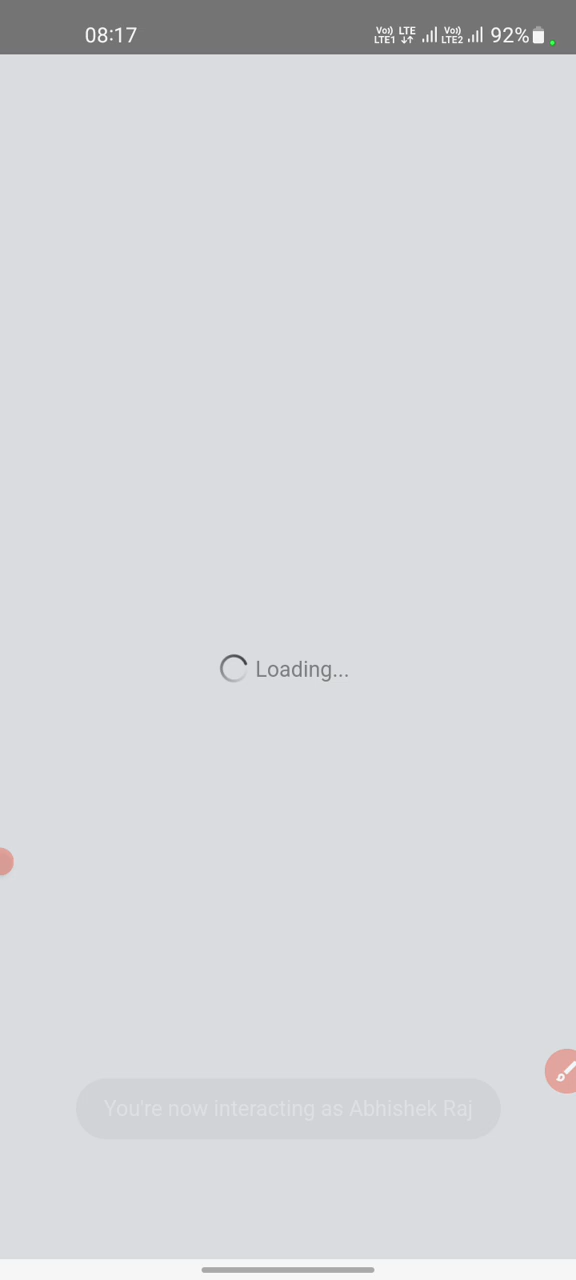 08:17 Vo) LTE1 LTE Vo) LTE2 92%
Loading...
You're now interacting as Abhishek Raj